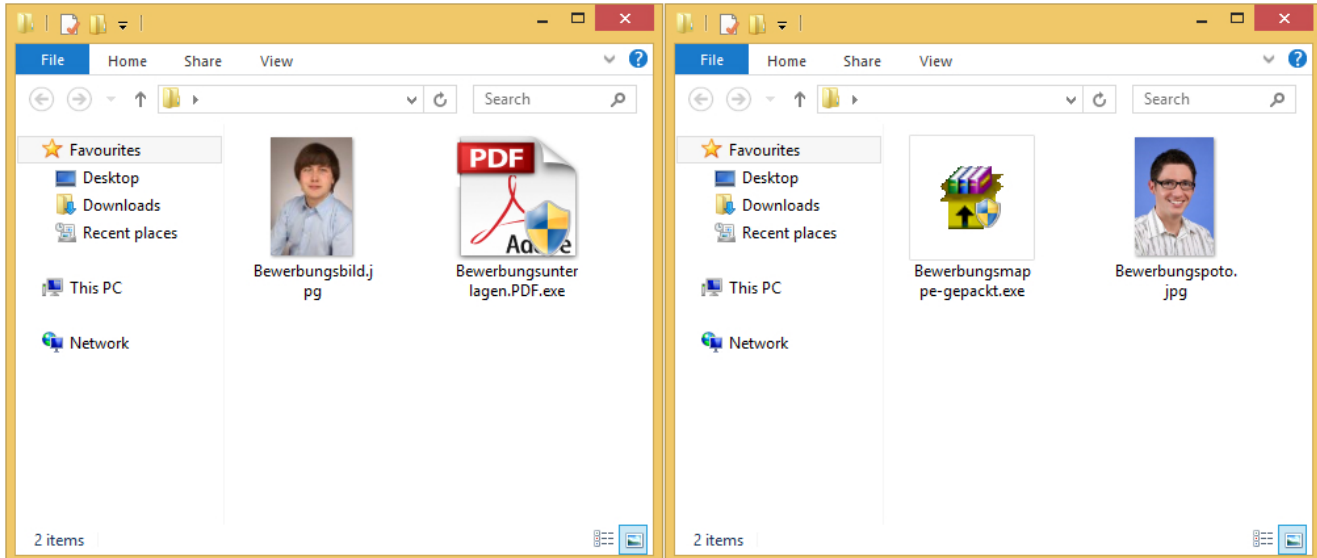 File Home Share View
Search
Favourites
Desktop
Downloads
Recent places
This PC
Network
Bewerbungsbild.j
pg
PDF
Adobe
Bewerbungsunter
lagen.PDF.exe
2 items
File Home Share View
Search
Favourites
Desktop
Downloads
Recent places
This PC
Network
Bewerbungsmap
pe-gepackt.exe
Bewerbungspoto.
jpg
2 items